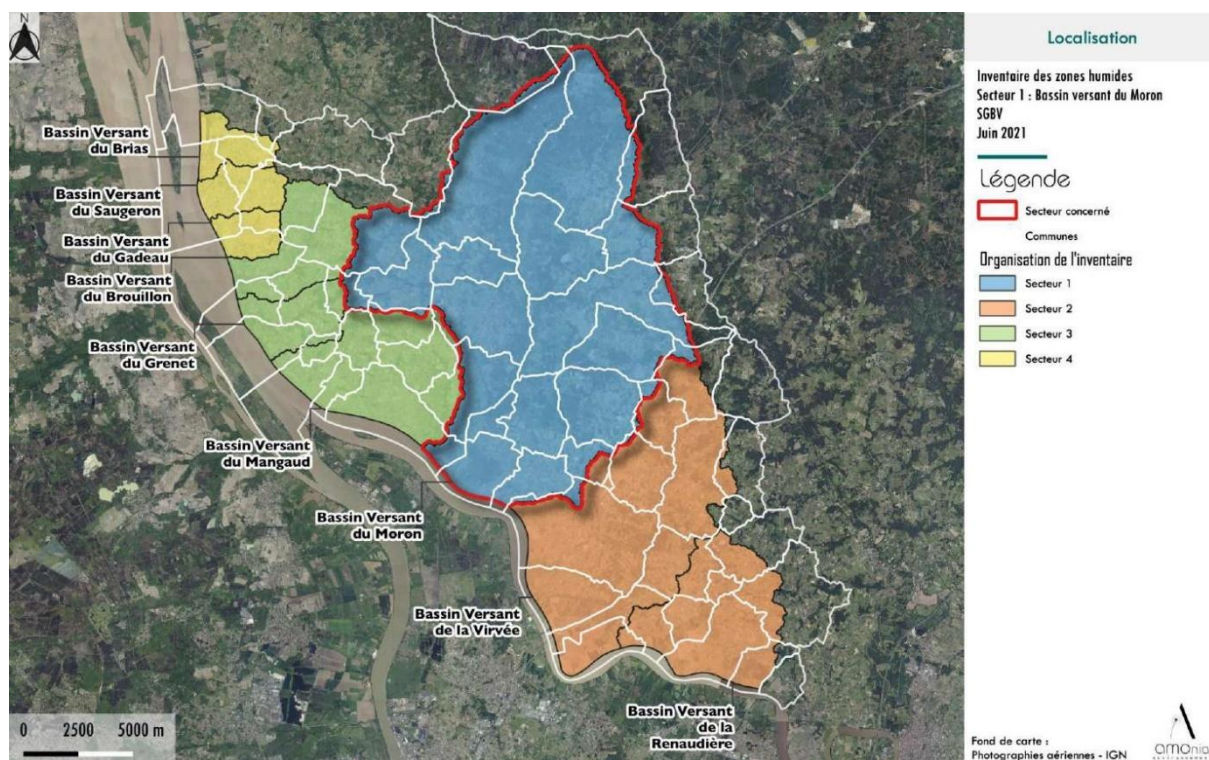 N
Bassin Versant
du Brias
Bassin Versant
du Saugeron
Bassin Versant
du Gadeau
Bassin Versant
du Brouillon
Bassin Versant
du Grenet
Bassin Versant
du Mangaud
Bassin Versant
du Moron
Bassin Versant
de la Virvée
Bassin Versant
de la
Renaudière
0 2500 5000 m
Localisation
Inventaire des zones humides
Secteur 1 : Bassin versant du Moron
SGBV
Juin 2021
Légende
Secteur concerné
Communes
Organisation de l'inventaire
Secteur 1
Secteur 2
Secteur 3
Secteur 4
Fond de carte :
Photographies aériennes - IGN
amonia